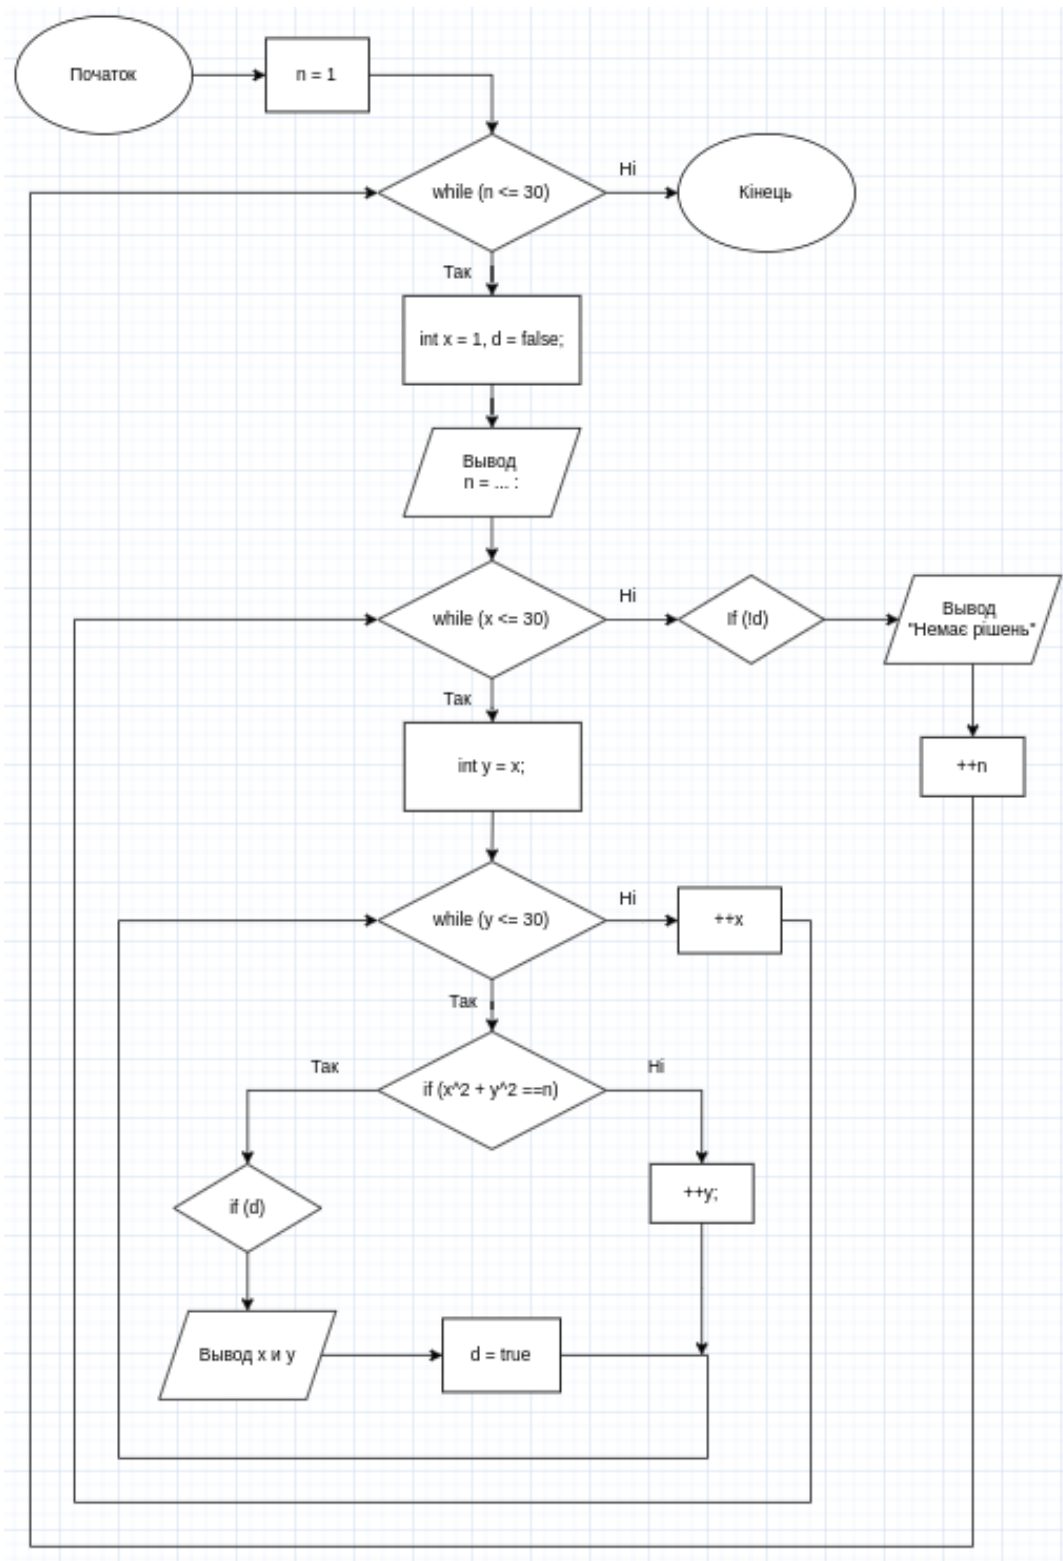 Початок
n = 1
while (n <= 30)
Ні
Кінець
Так
int x = 1, d = false;
Вывод
n = ... :
while (x <= 30)
Ні
If (!d)
Вывод
"Немає рішень"
Так
int y = x;
++n
while (y <= 30)
Ні
++x
Так
Так
if (x^2 + y^2 ==n)
Ні
if (d)
++y;
Вывод x и y
d = true